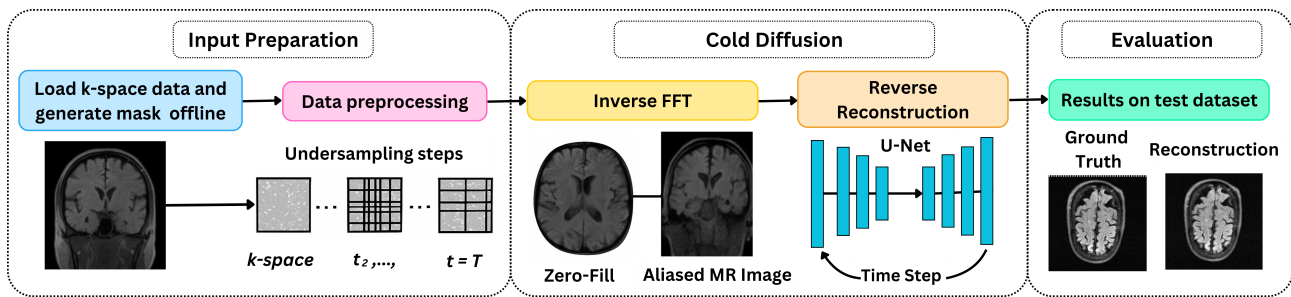 Input Preparation
Load k-space data and
generate mask offline
Data preprocessing
Undersampling steps
... ...
k-space
t₂,...,
t = T
Cold Diffusion
Inverse FFT
Reverse
Reconstruction
U-Net
Zero-Fill
Aliased MR Image
Time Step
Evaluation
Results on test dataset
Ground
Truth
Reconstruction